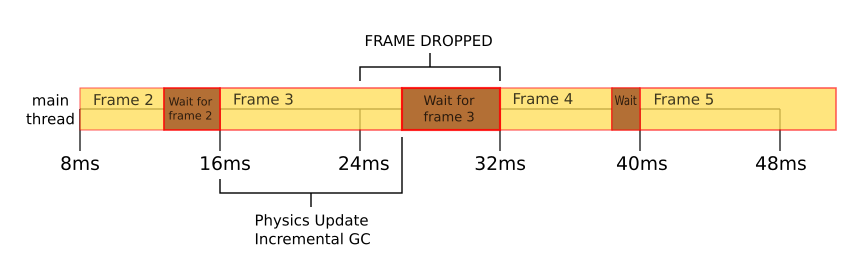 FRAME DROPPED
main
thread
Frame 2
Wait for
frame 2
Frame 3
Wait for
frame 3
Frame 4
Wait
Frame 5
8ms
16ms
24ms
32ms
40ms
48ms
Physics Update
Incremental GC